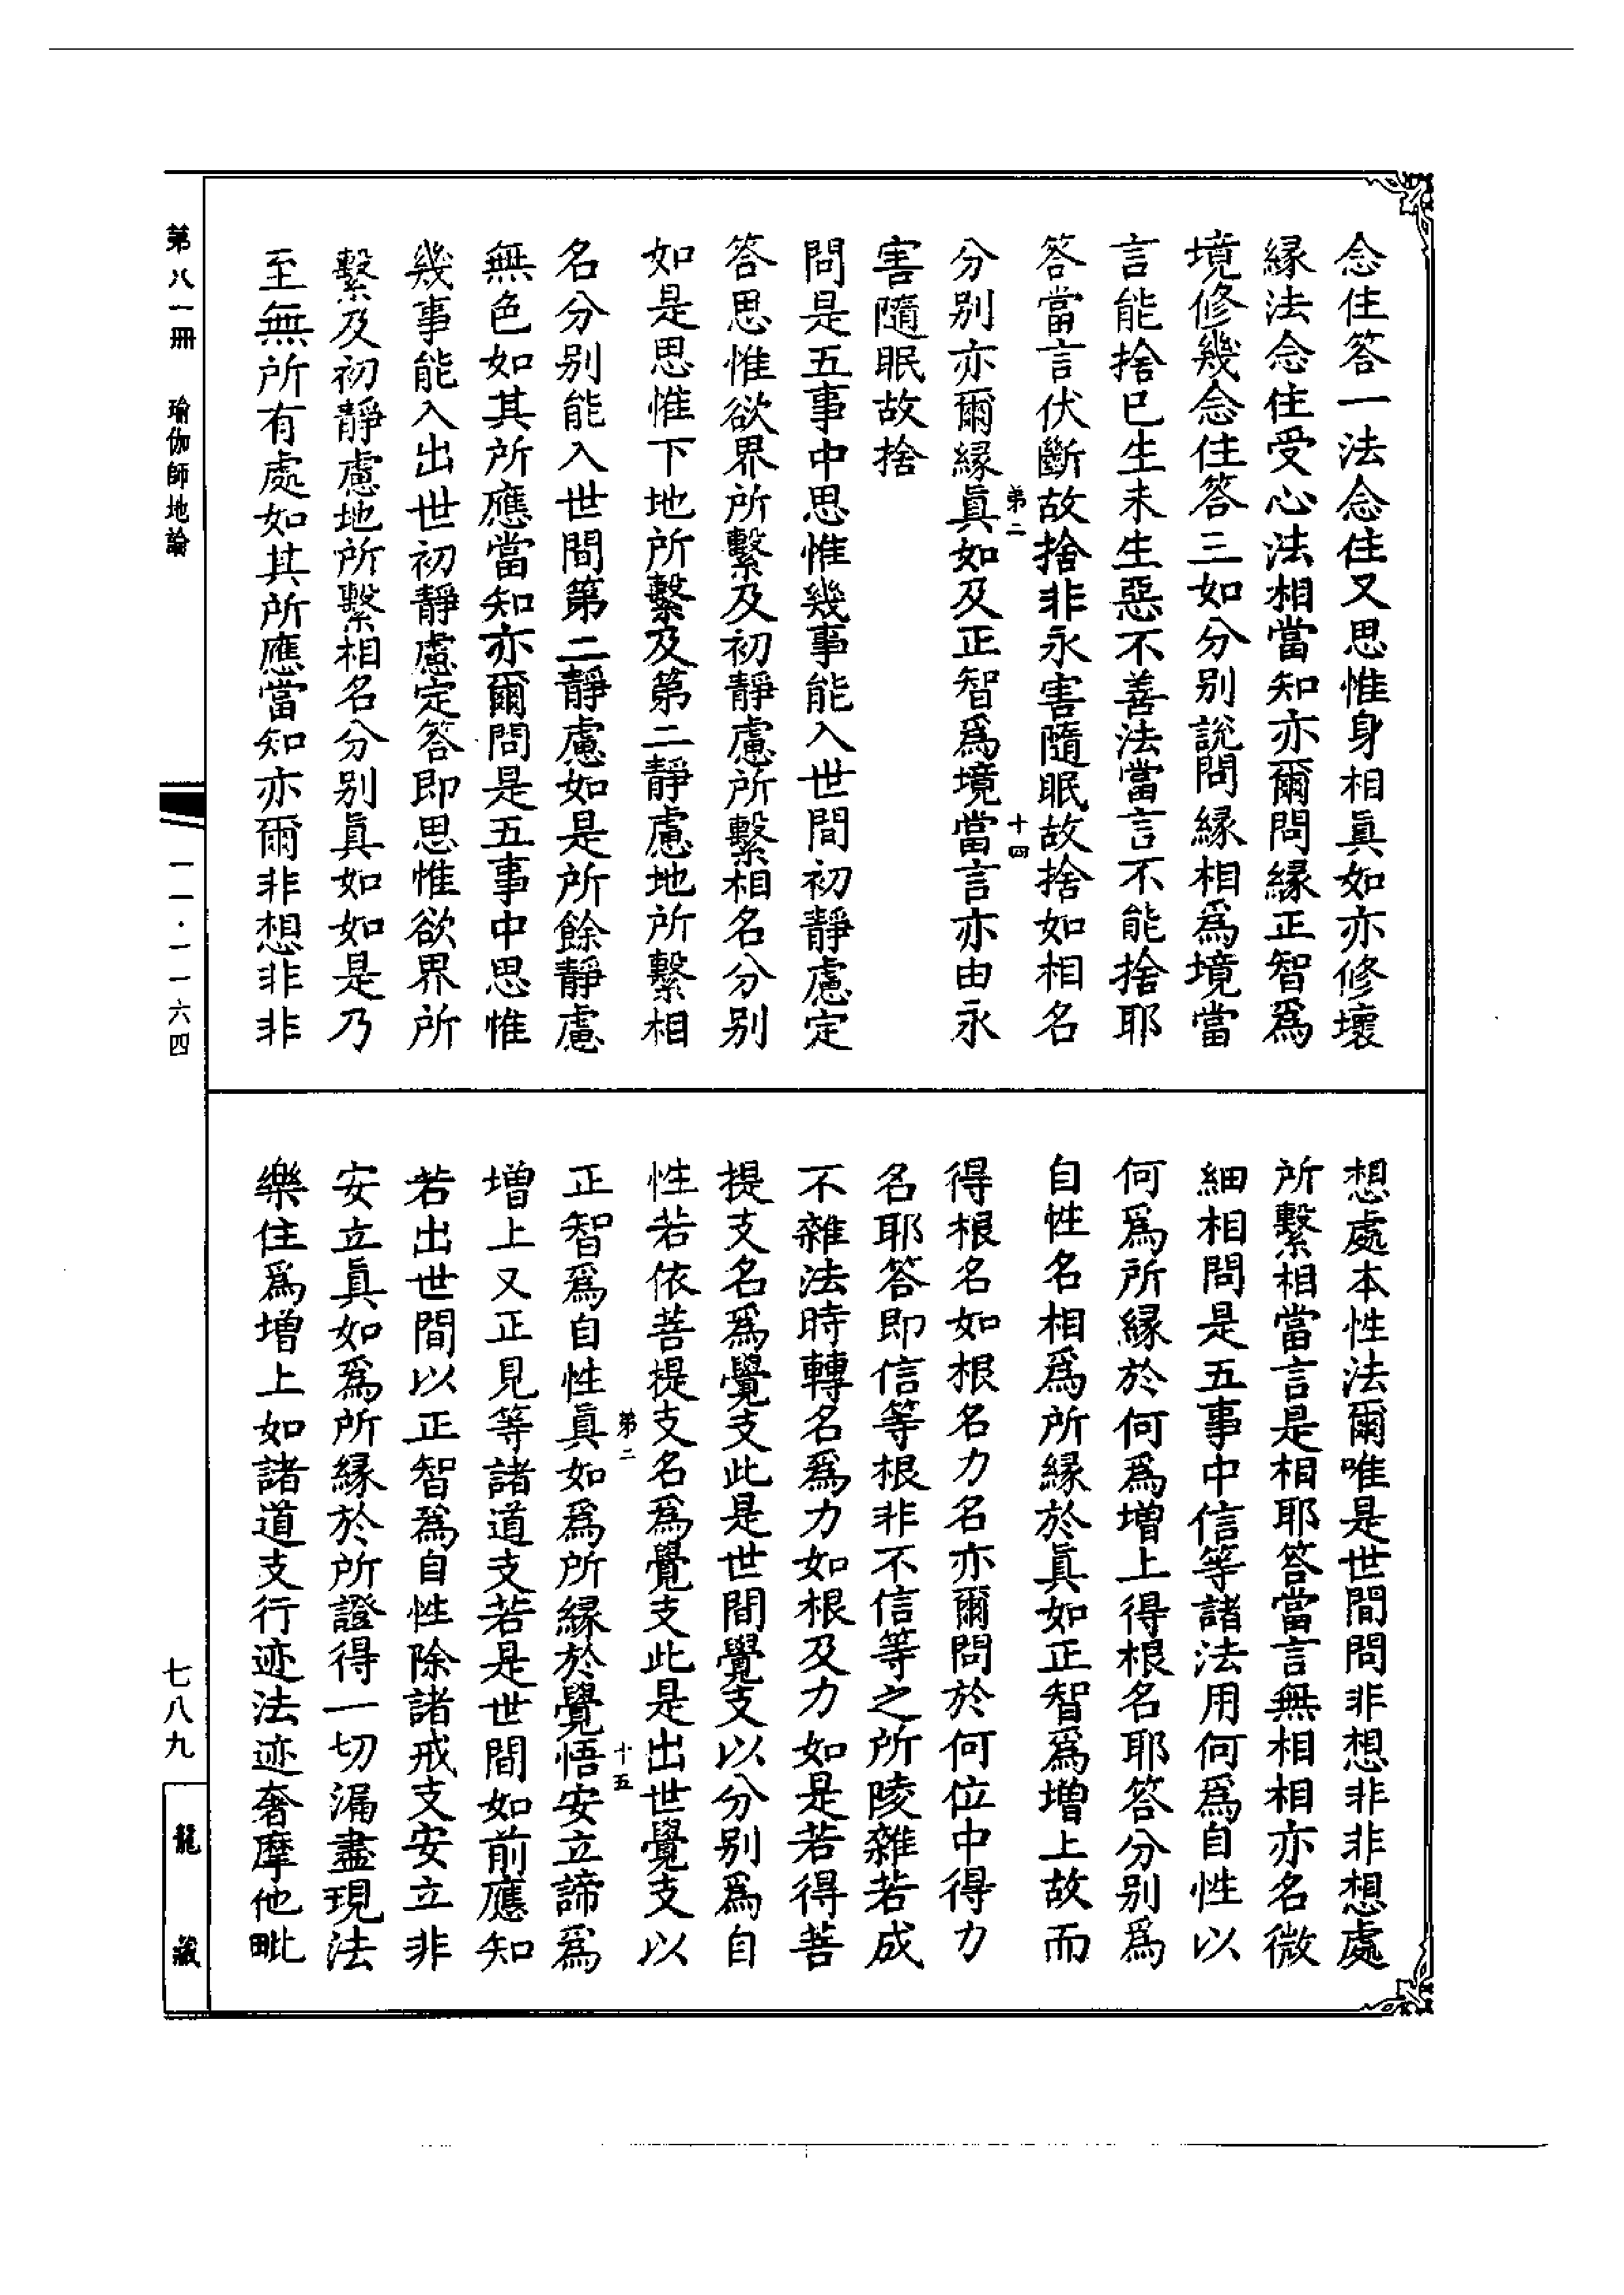 念住答一法念住又思惟身相眞如亦修壞
緣法念住受心法相當知亦爾問緣正智爲
境修幾念住答三如分別說問緣相爲境當
言能捨已生未生惡不善法當言不能捨耶
答當言伏斷故捨非永害隨眠故捨如相名
第二
十四
分別亦爾緣眞如及正智爲境當言亦由永
害隨眠故捨
問是五事中思惟幾事能入世間初靜慮定
答思惟欲界所繫及初靜慮所繫相名分別
如是思惟下地所繫及第二靜慮地所繫相
名分別能入世間第二靜慮如是所餘靜慮
無色如其所應當知亦爾問是五事中思惟
幾事能入出世初靜慮定答即思惟欲界所
繫及初靜慮地所繫相名分別眞如如是乃
至無所有處如其所應當知亦爾非想非非
想處本性法爾唯是世間問非想非非想處
所繫相當言是相耶答當言無相相亦名微
細相問是五事中信等諸法用何爲自性以
何爲所緣於何爲增上得根名耶答分別爲
自性名相爲所緣於眞如正智爲增上故而
得根名如根名力名亦爾問於何位中得力
名耶答即信等根非不信等之所陵雜若成
不雜法時轉名爲力如根及力如是若得菩
提支名爲覺支此是世間覺支以分別爲自
性若依菩提支名爲覺支此是出世覺支以
第二
十五
正智爲自性眞如爲所緣於覺悟安立諦爲
增上又正見等諸道支若是世間如前應知
若出世間以正智爲自性除諸戒支安立非
安立眞如爲所緣於所證得一切漏盡現法
樂住爲增上如諸道支行迹法迹奢摩他毗
第八一册 瑜伽師地論
一一·一一六四
七八九
龍藏